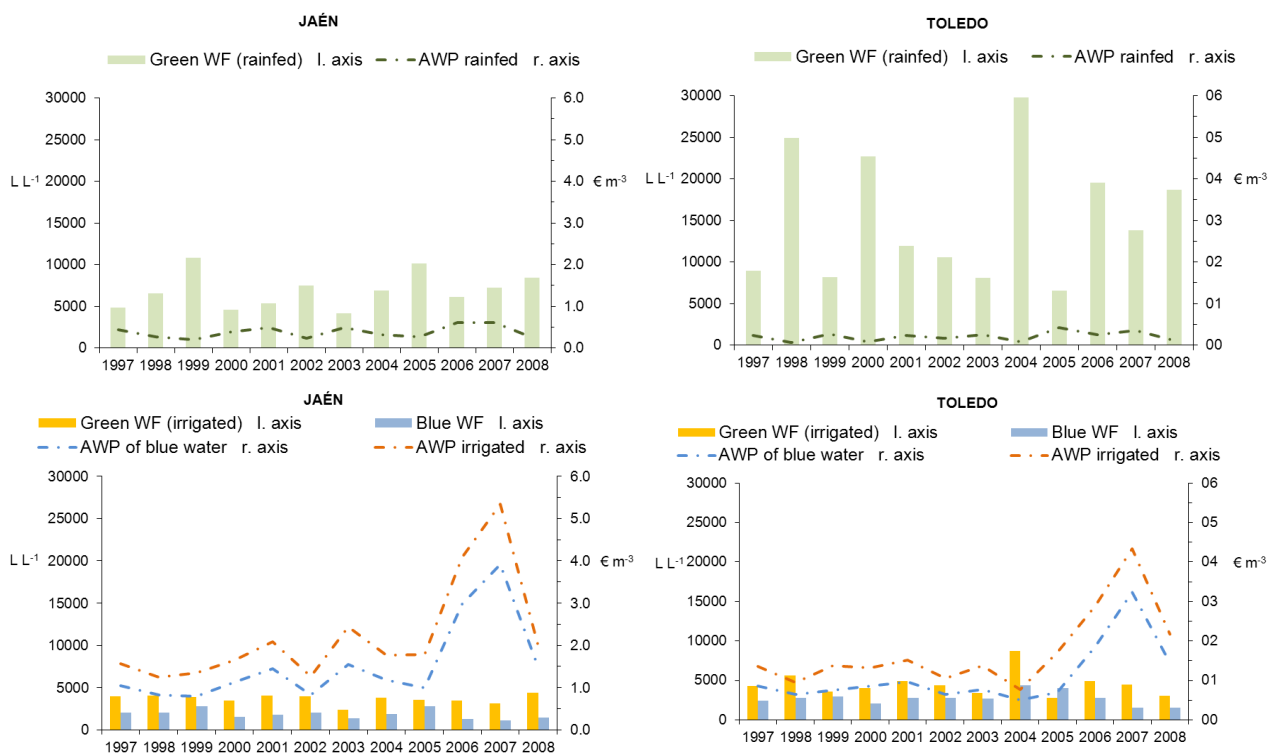 JAÉN
Green WF (rainfed) l. axis AWP rainfed r. axis
30000 6.0
25000 5.0
L L-1 20000 4.0 € m-3
15000 3.0
10000 2.0
5000 1.0
0 0.0
1997 1998 1999 2000 2001 2002 2003 2004 2005 2006 2007 2008
TOLEDO
Green WF (rainfed) l. axis AWP rainfed r. axis
30000 06
25000 05
L L-1 20000 04 € m-3
15000 03
10000 02
5000 01
0 00
1997 1998 1999 2000 2001 2002 2003 2004 2005 2006 2007 2008
JAÉN
Green WF (irrigated) l. axis Blue WF l. axis
AWP of blue water r. axis AWP irrigated r. axis
30000 6.0
25000 5.0
L L-1 20000 4.0 € m-3
15000 3.0
10000 2.0
5000 1.0
0 0.0
1997 1998 1999 2000 2001 2002 2003 2004 2005 2006 2007 2008
TOLEDO
Green WF (irrigated) l. axis Blue WF l. axis
AWP of blue water r. axis AWP irrigated r. axis
30000 06
25000 05
L L-1 20000 04 € m-3
15000 03
10000 02
5000 01
0 00
1997 1998 1999 2000 2001 2002 2003 2004 2005 2006 2007 2008